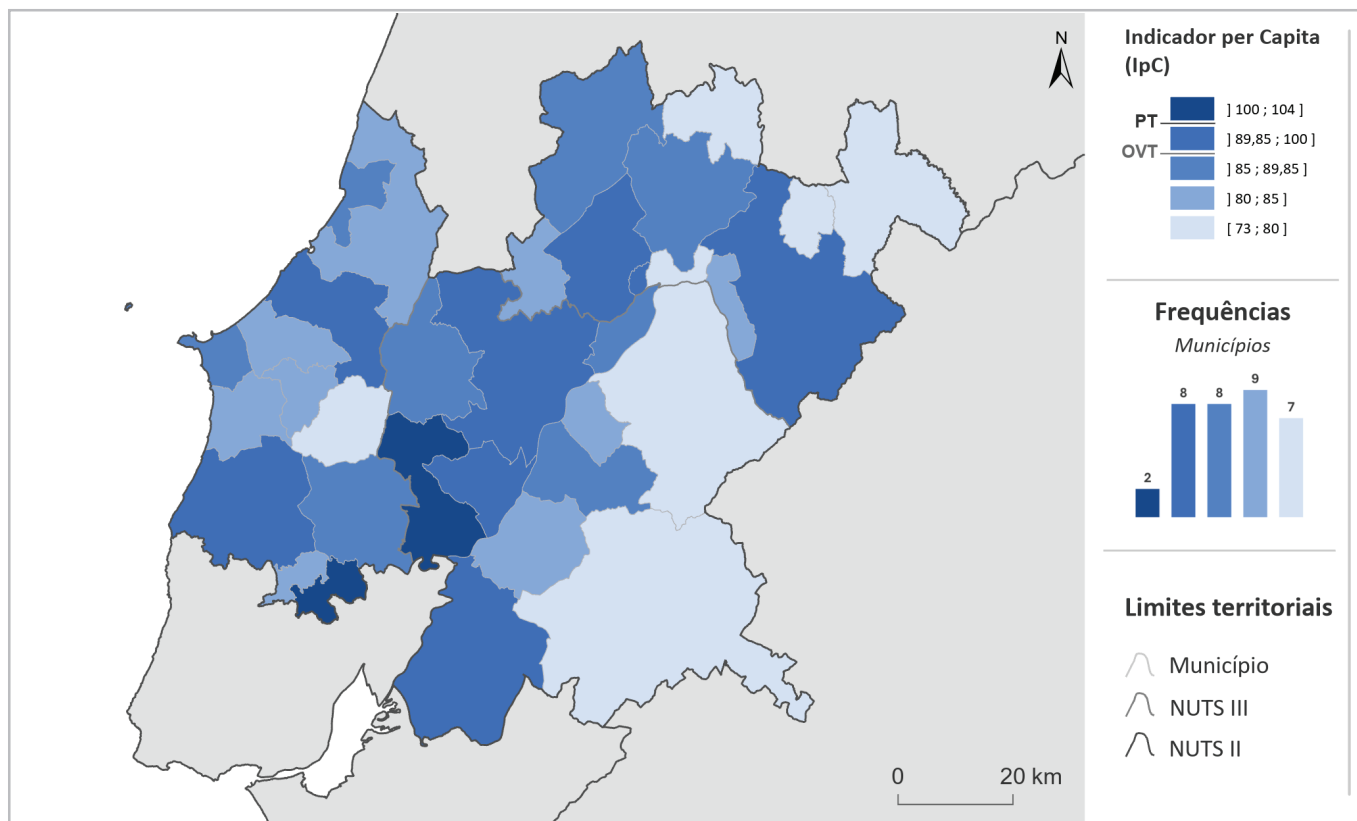 N
0
20 km
Indicador per Capita
(IpC)
] 100 ; 104 ]
PT
] 89,85 ; 100 ]
OVT
] 85 ; 89,85 ]
] 80 ; 85 ]
[ 73 ; 80 ]
Frequências
Municípios
2
8
8
9
7
Limites territoriais
Município
NUTS III
NUTS II